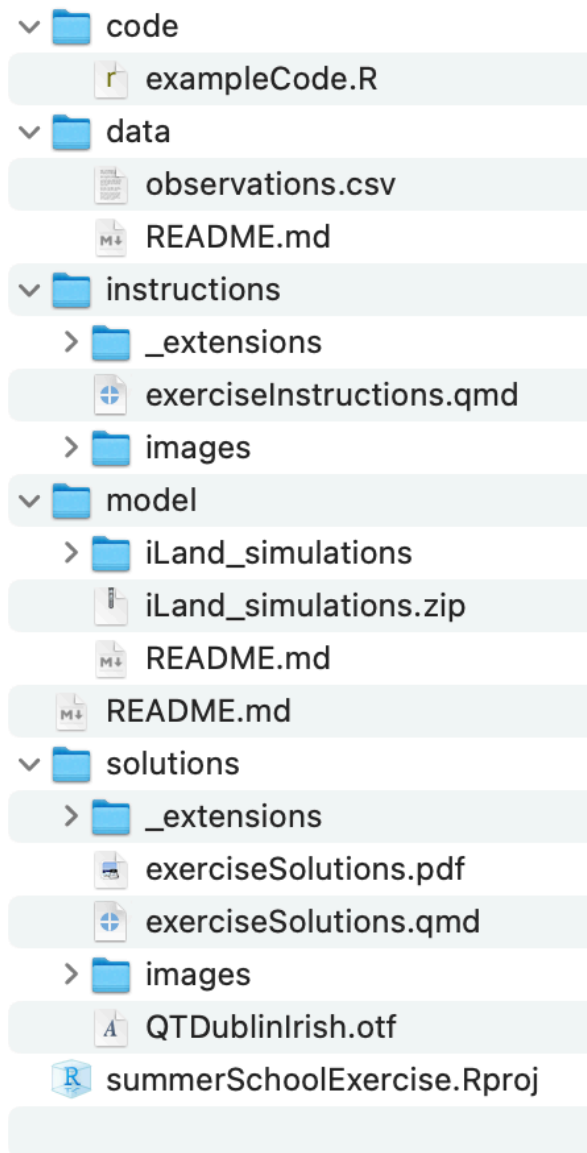 code
exampleCode.R
data
observations.csv
README.md
instructions
_extensions
exerciseInstructions.qmd
images
model
iLand_simulations
iLand_simulations.zip
README.md
README.md
solutions
_extensions
exerciseSolutions.pdf
exerciseSolutions.qmd
images
QTDublinIrish.otf
summerSchoolExercise.Rproj